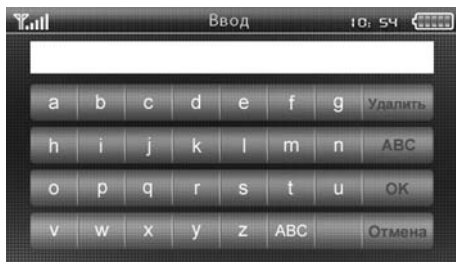 Ввод 10:54
a b c d e f g Удалить
h i j k l m n ABC
o p q r s t u OK
v w x y z ABC Отмена